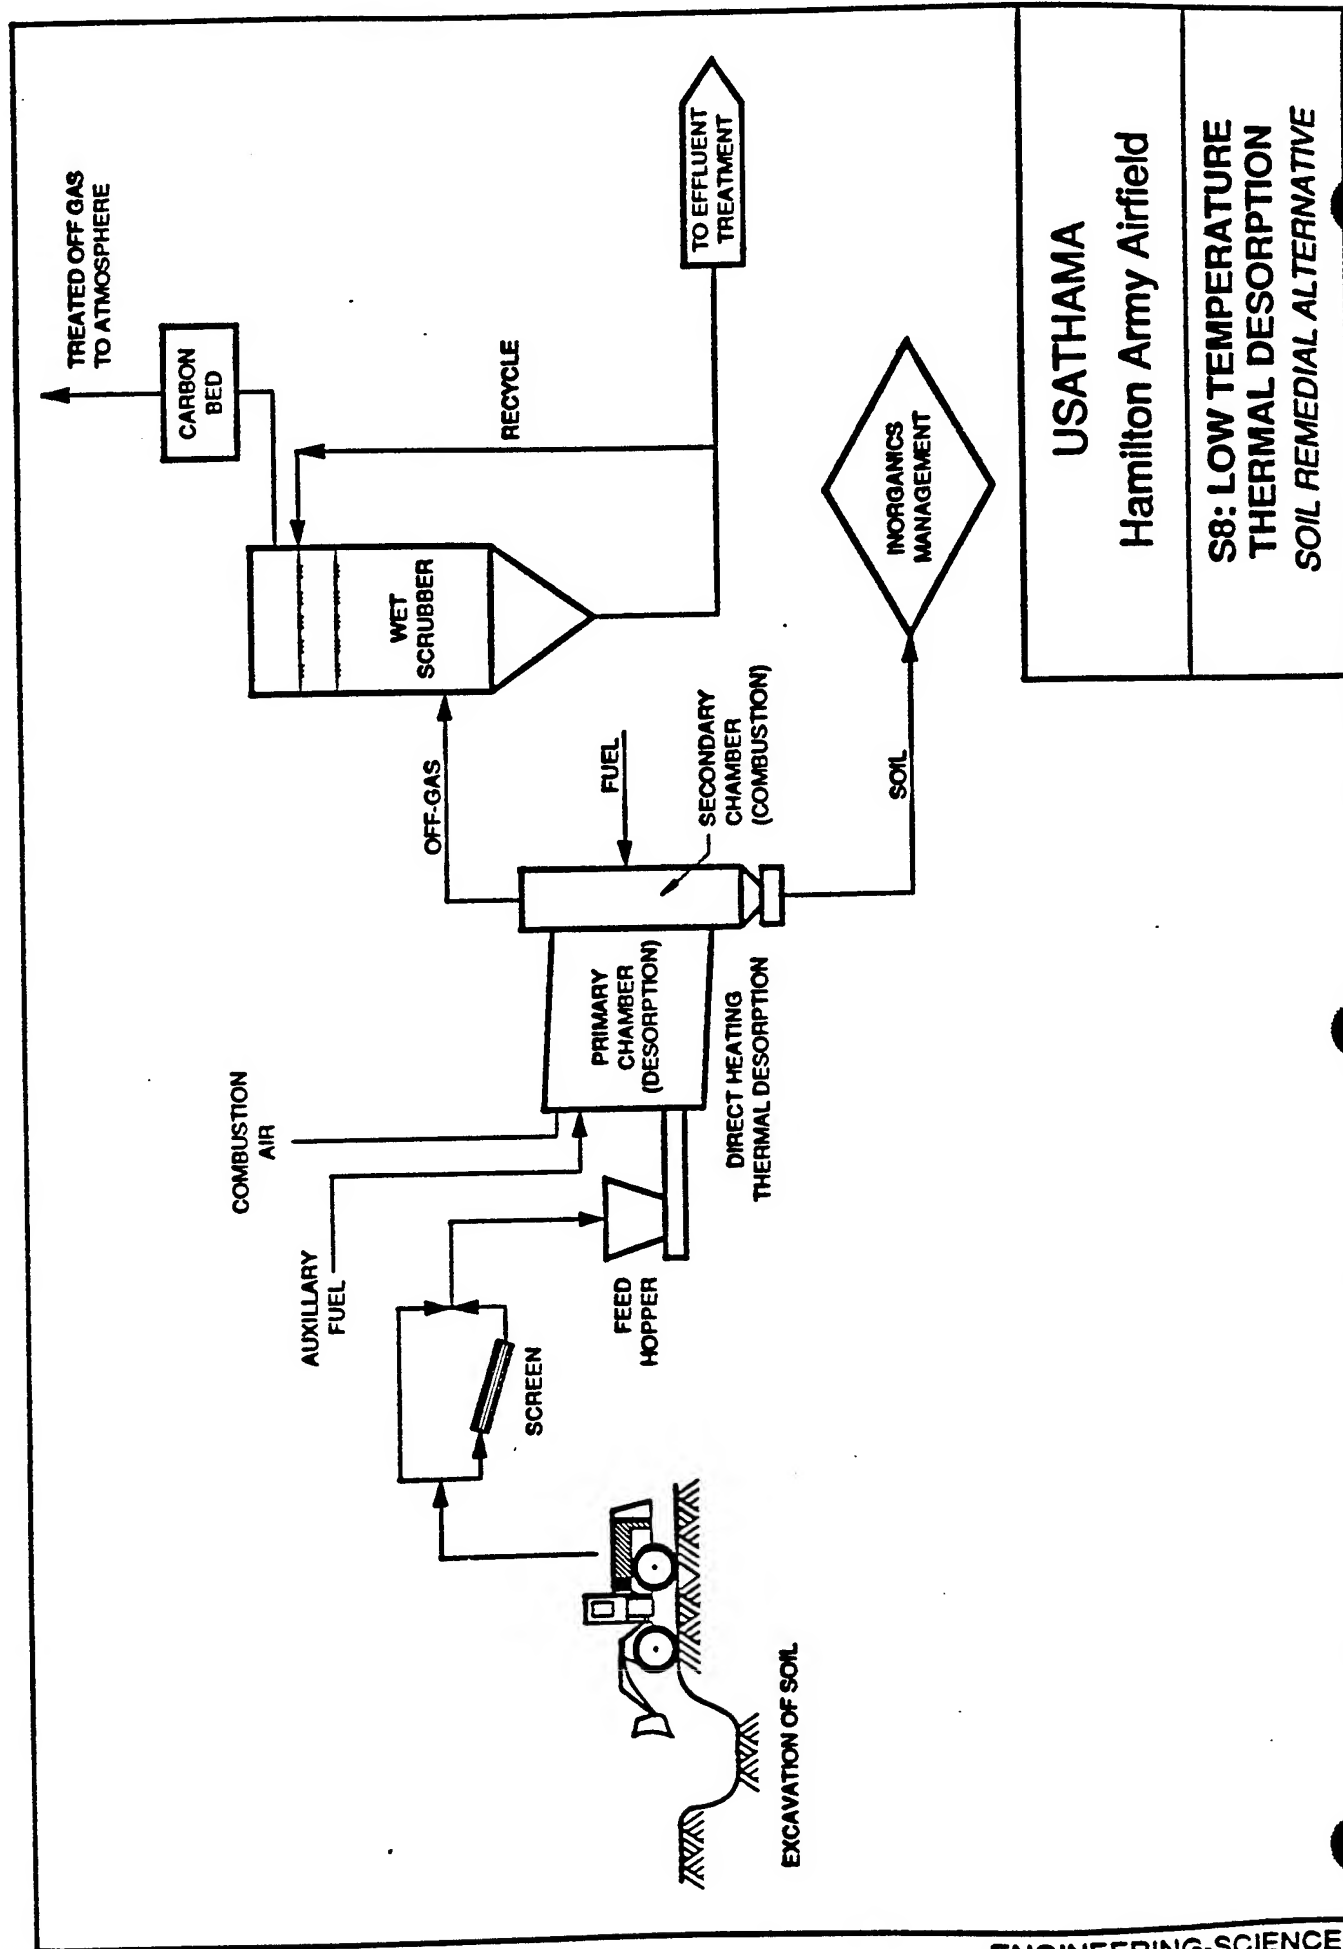 TREATED OFF GAS
TO ATMOSPHERE
CARBON
BED
COMBUSTION
AIR
AUXILLARY
FUEL
OFF-GAS
WET
SCRUBBER
RECYCLE
SCREEN
FEED
HOPPER
PRIMARY
CHAMBER
(DESORPTION)
FUEL
SECONDARY
CHAMBER
(COMBUSTION)
TO EFFLUENT
TREATMENT
DIRECT HEATING
THERMAL DESORPTION
EXCAVATION OF SOIL
SOIL
INORGANICS
MANAGEMENT
USATHAMA
Hamilton Army Airfield
S8: LOW TEMPERATURE
THERMAL DESORPTION
SOIL REMEDIAL ALTERNATIVE
ENGINEERING-SCIENCE